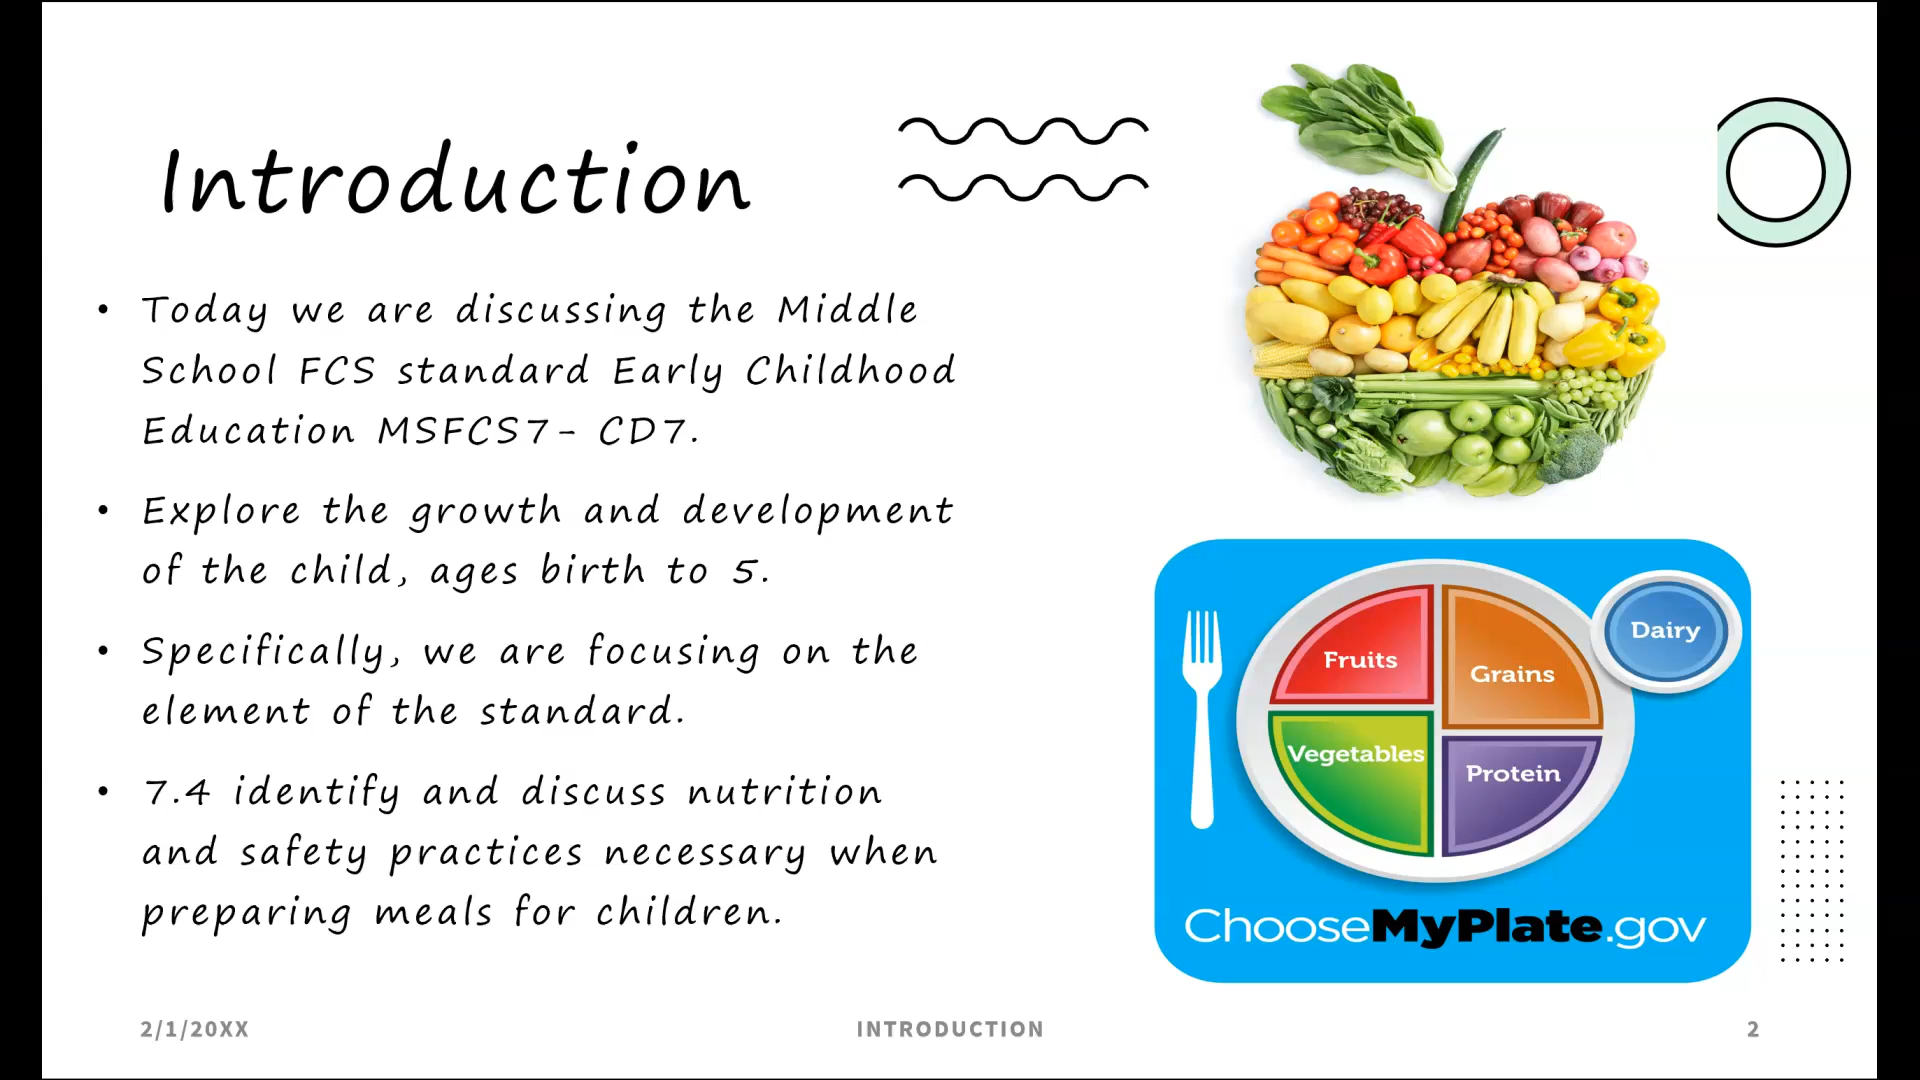 Introduction
• Today we are discussing the Middle
School FCS standard Early Childhood
Education MSFCS7- CD7.
• Explore the growth and development
of the child, ages birth to 5.
• Specifically, we are focusing on the
element of the standard.
• 7.4 identify and discuss nutrition
and safety practices necessary when
preparing meals for children.
Fruits
Grains
Dairy
Vegetables
Protein
ChooseMyPlate.gov
2/1/20XX
INTRODUCTION
2